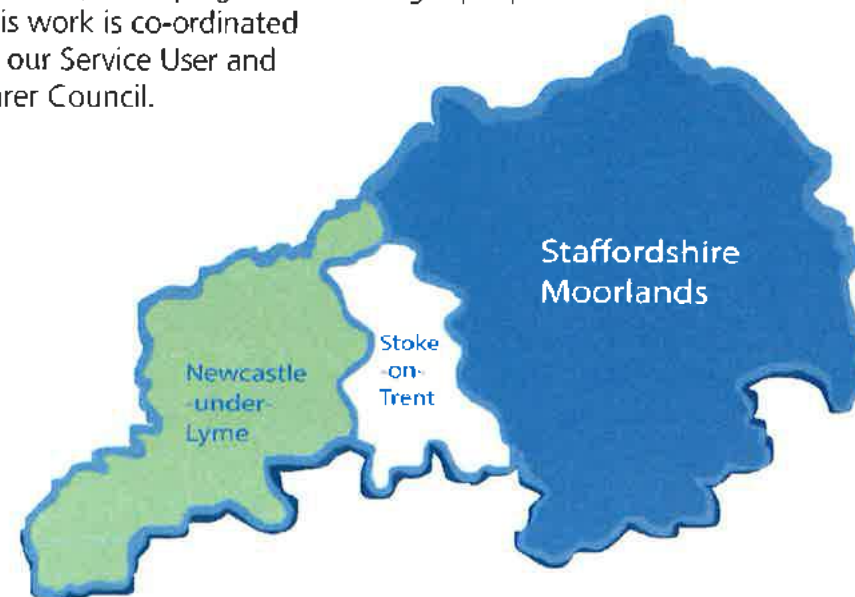 is work is co-ordinated
our Service User and
rer Council.
Staffordshire
Moorlands
Stoke
-on-
Trent
Newcastle
-under-
Lyme